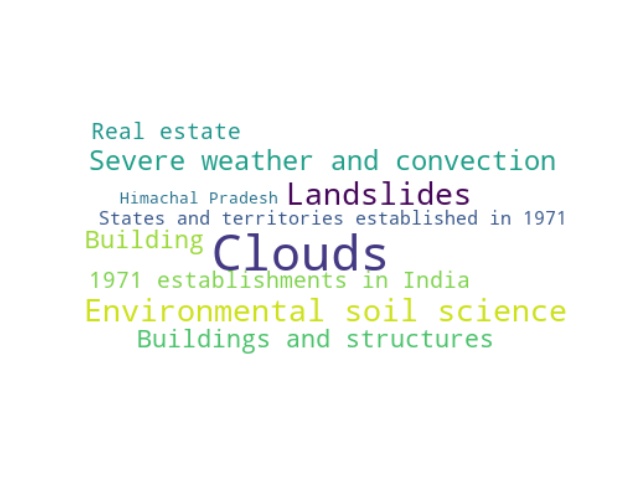 Real estate
Severe weather and convection
Himachal Pradesh Landslides
States and territories established in 1971
Building Clouds
1971 establishments in India
Environmental soil science
Buildings and structures